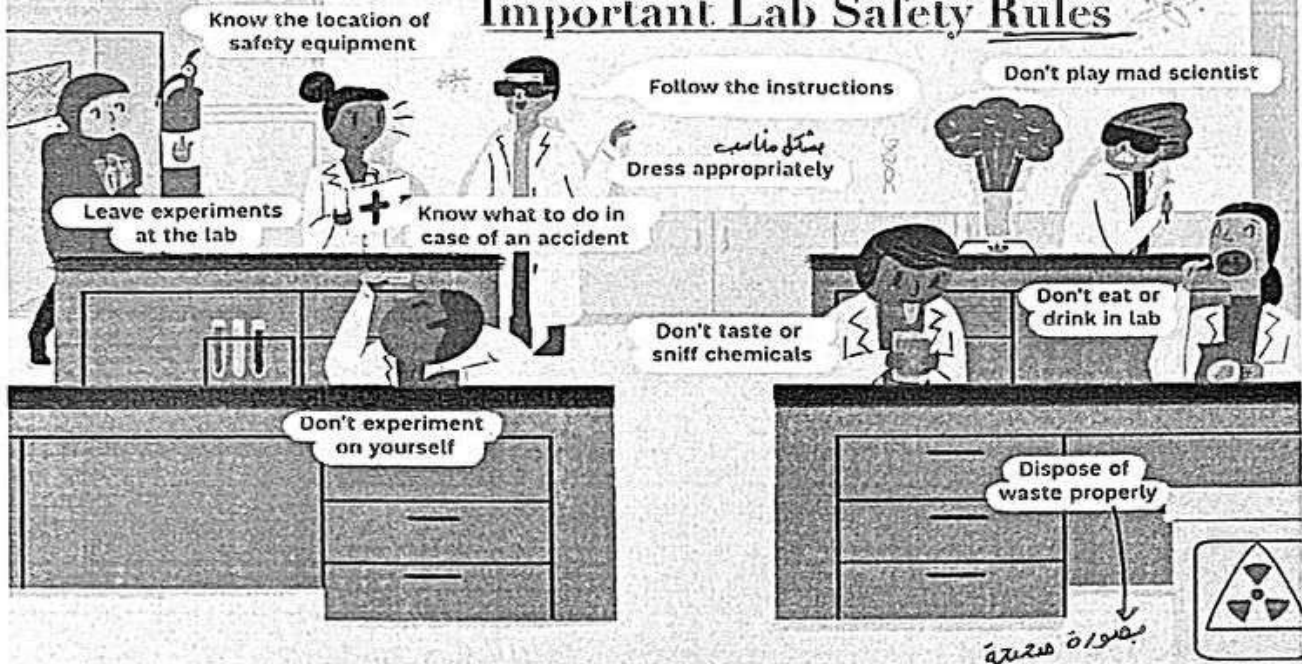 Important Lab Safety Rules
Know the location of
safety equipment
Follow the instructions
Don't play mad scientist
بشكل مناسب
Dress appropriately
Leave experiments
at the lab
Know what to do in
case of an accident
Don't taste or
sniff chemicals
Don't eat or
drink in lab
Don't experiment
on yourself
Dispose of
waste properly
بصورة صحيحة